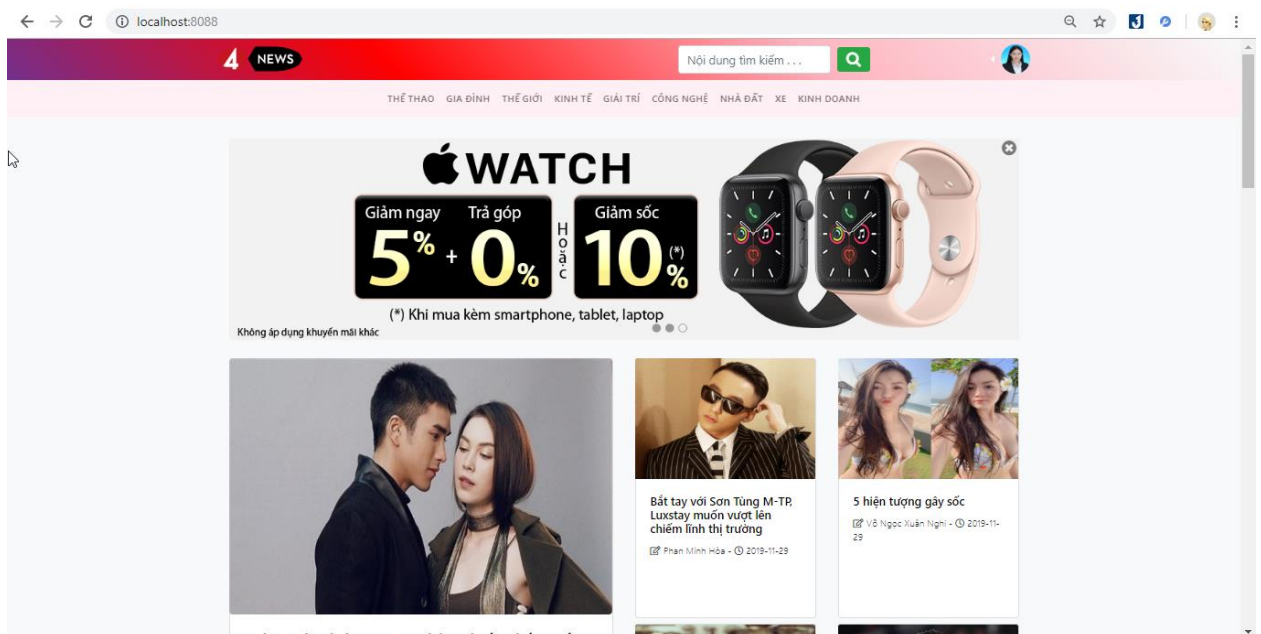 localhost:8088
4 NEWS
Nội dung tìm kiếm . . .
THỂ THAO GIA ĐÌNH THẾ GIỚI KINH TẾ GIẢI TRÍ CÔNG NGHỆ NHÀ ĐẤT XE KINH DOANH
WATCH
Giảm ngay Trả góp
5% + 0%
Hoặc
Giảm sốc
10%(*)
(*) Khi mua kèm smartphone, tablet, laptop
Không áp dụng khuyến mãi khác
Bắt tay với Sơn Tùng M-TP,
Luxstay muốn vượt lên
chiếm lĩnh thị trường
Phan Minh Hòa - 2019-11-29
5 hiện tượng gây sốc
Võ Ngọc Xuân Nghi - 2019-11-
29